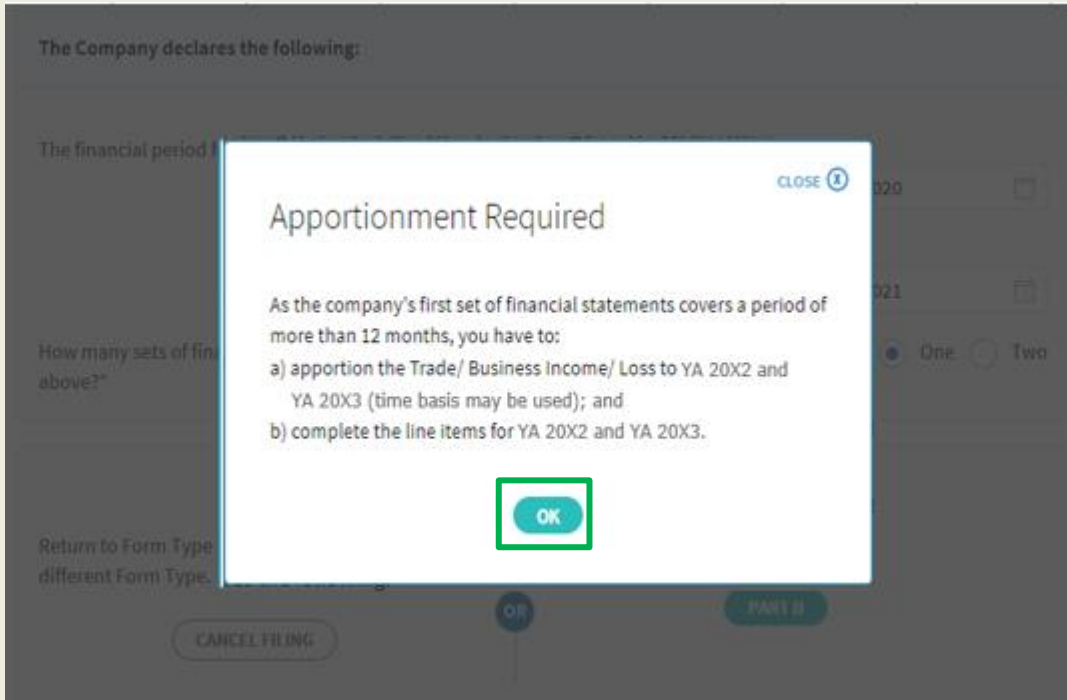 The Company declares the following:
The financial period
CLOSE X
020
Apportionment Required
As the company's first set of financial statements covers a period of
more than 12 months, you have to:
021
How many sets of fin
One Two
above?*
a) apportion the Trade/ Business Income/ Loss to YA 20X2 and
YA 20X3 (time basis may be used); and
b) complete the line items for YA 20X2 and YA 20X3.
OK
Return to Form Type
different Form Type.
OR
PART II
CANCEL FILING